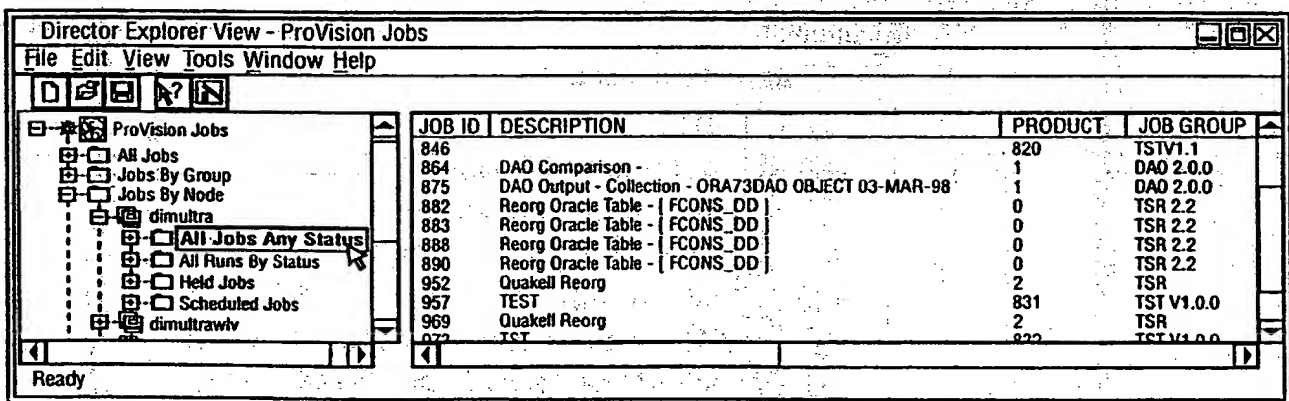 Director Explorer View - ProVision Jobs
File Edit View Tools Window Help
ProVision Jobs
All Jobs
Jobs By Group
Jobs By Node
dimultra
All Jobs Any Status
All Runs By Status
Held Jobs
Scheduled Jobs
dimultrawlv
JOB ID DESCRIPTION PRODUCT JOB GROUP
846 820 TSTV1.1
864 DAO Comparison - 1 DAO 2.0.0
875 DAO Output - Collection - ORA73DAO OBJECT 03-MAR-98 1 DAO 2.0.0
882 Reorg Oracle Table - [ FCONS_DD ] 0 TSR 2.2
883 Reorg Oracle Table - [ FCONS_DD ] 0 TSR 2.2
888 Reorg Oracle Table - [ FCONS_DD ] 0 TSR 2.2
890 Reorg Oracle Table - [ FCONS_DD ] 0 TSR 2.2
952 Quakell Reorg 2 TSR
957 TEST 831 TST V1.0.0
969 Quakell Reorg 2 TSR
TST
Ready